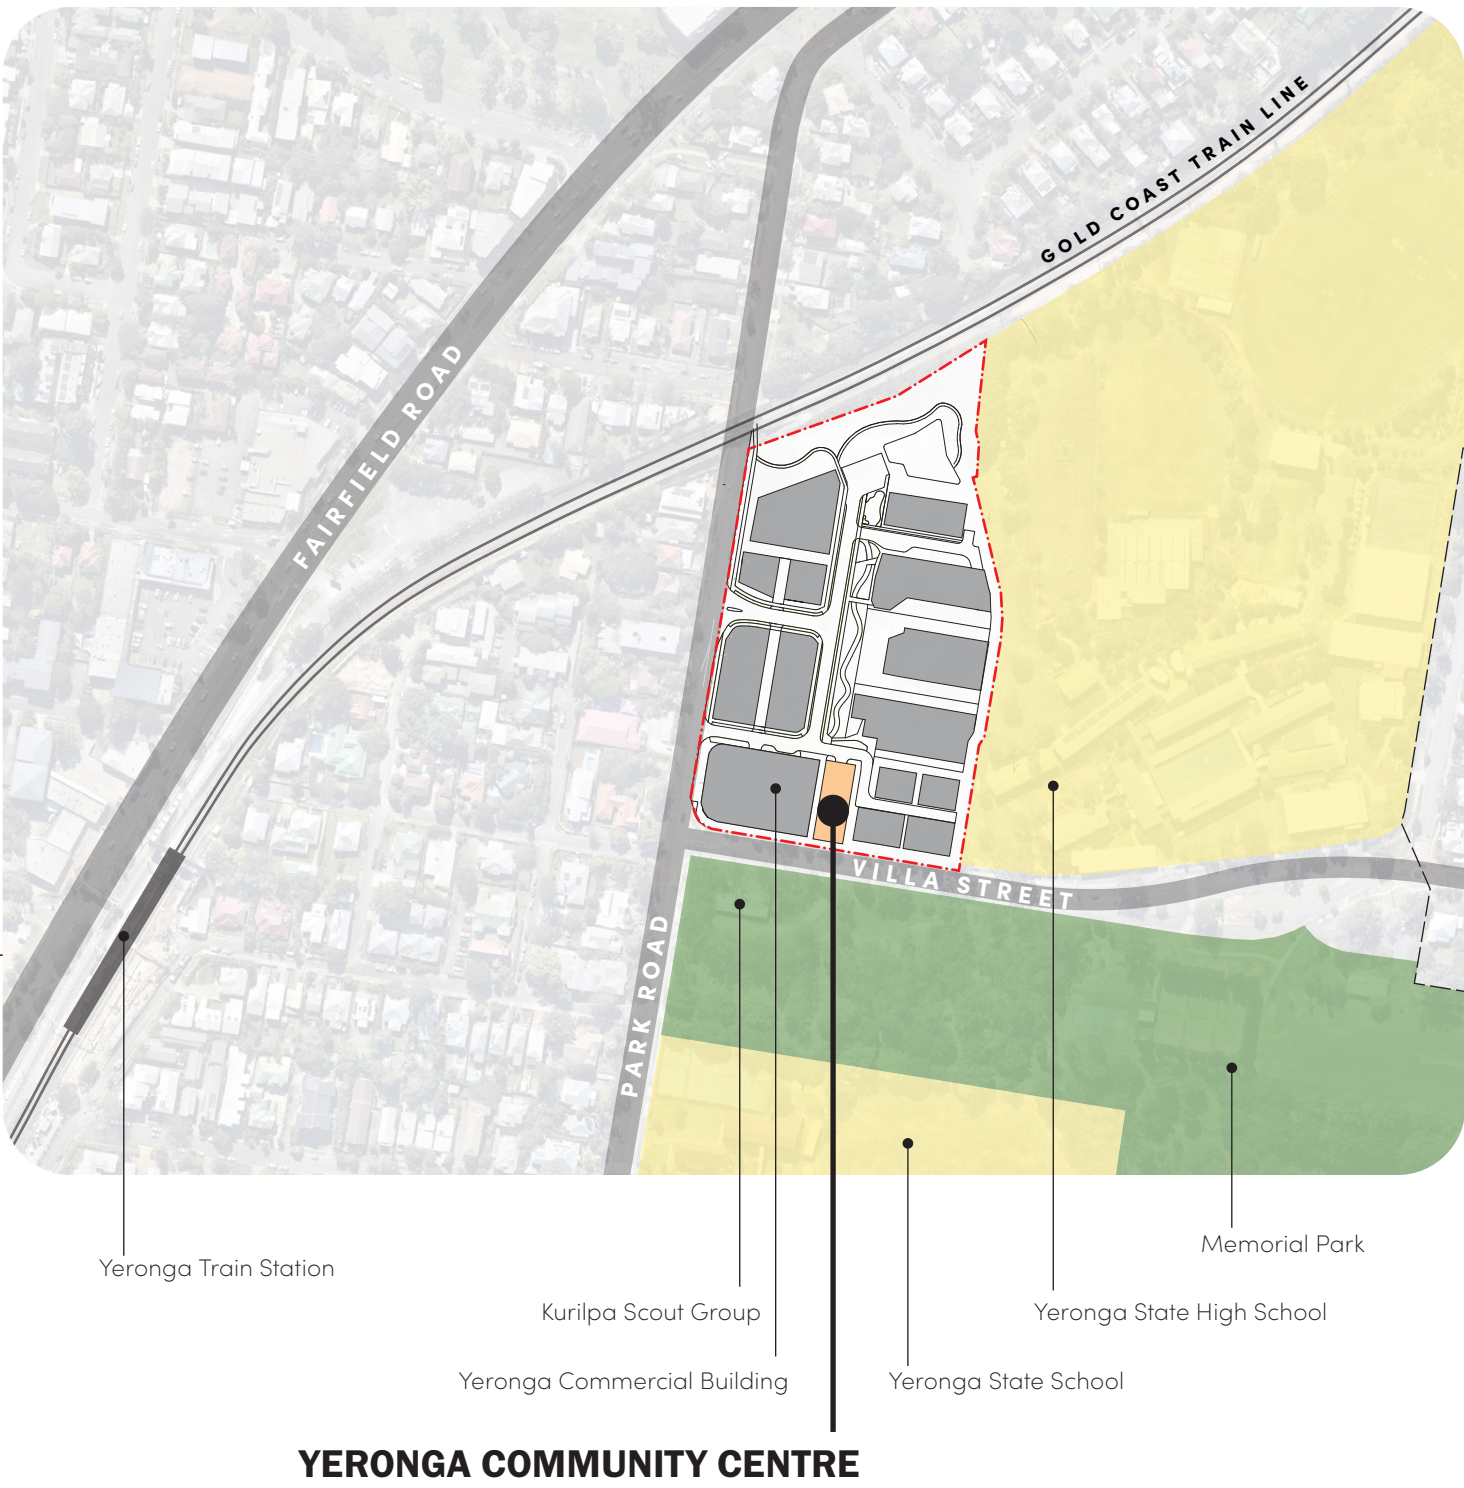 GOLD COAST TRAIN LINE
FAIRFIELD ROAD
VILLA STREET
PARK ROAD
Memorial Park
Yeronga Train Station
Kurilpa Scout Group
Yeronga State High School
Yeronga Commercial Building
Yeronga State School
YERONGA COMMUNITY CENTRE